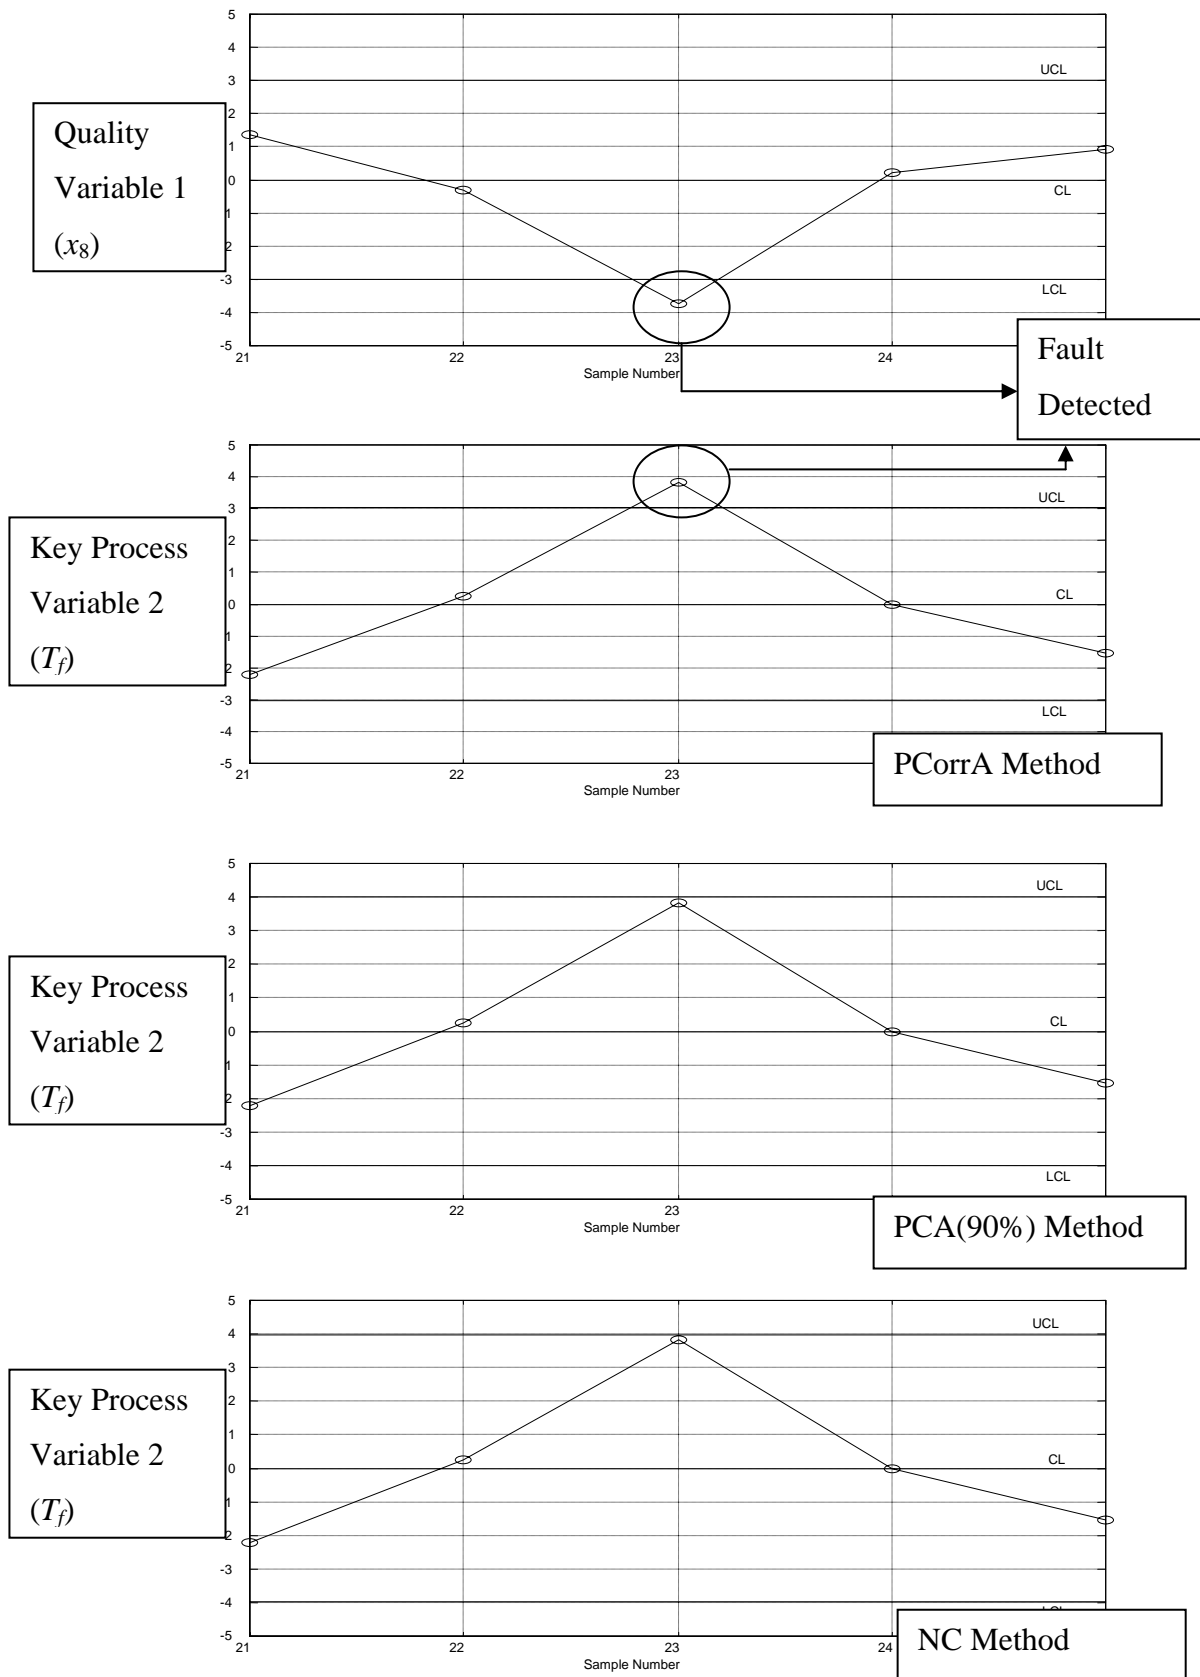 5
4
UCL
3
2
Quality
1
Variable 1
0
CL
1
(x₈)
2
-3
LCL
-4
-5
21 22 23 24
Sample Number
Fault
Detected
5
4
UCL
3
Key Process
2
1
Variable 2
0
CL
1
(T_f)
2
-3
LCL
-4
-5
PCorrA Method
21 22 23
Sample Number
5
UCL
4
3
2
Key Process
1
Variable 2
0
CL
1
(T_f)
2
-3
-4
LCL
-5
21 22 23
PCA(90%) Method
Sample Number
5
UCL
4
3
Key Process
2
1
Variable 2
0
CL
1
(T_f)
2
-3
-4
-5
21 22 23 24
NC Method
Sample Number